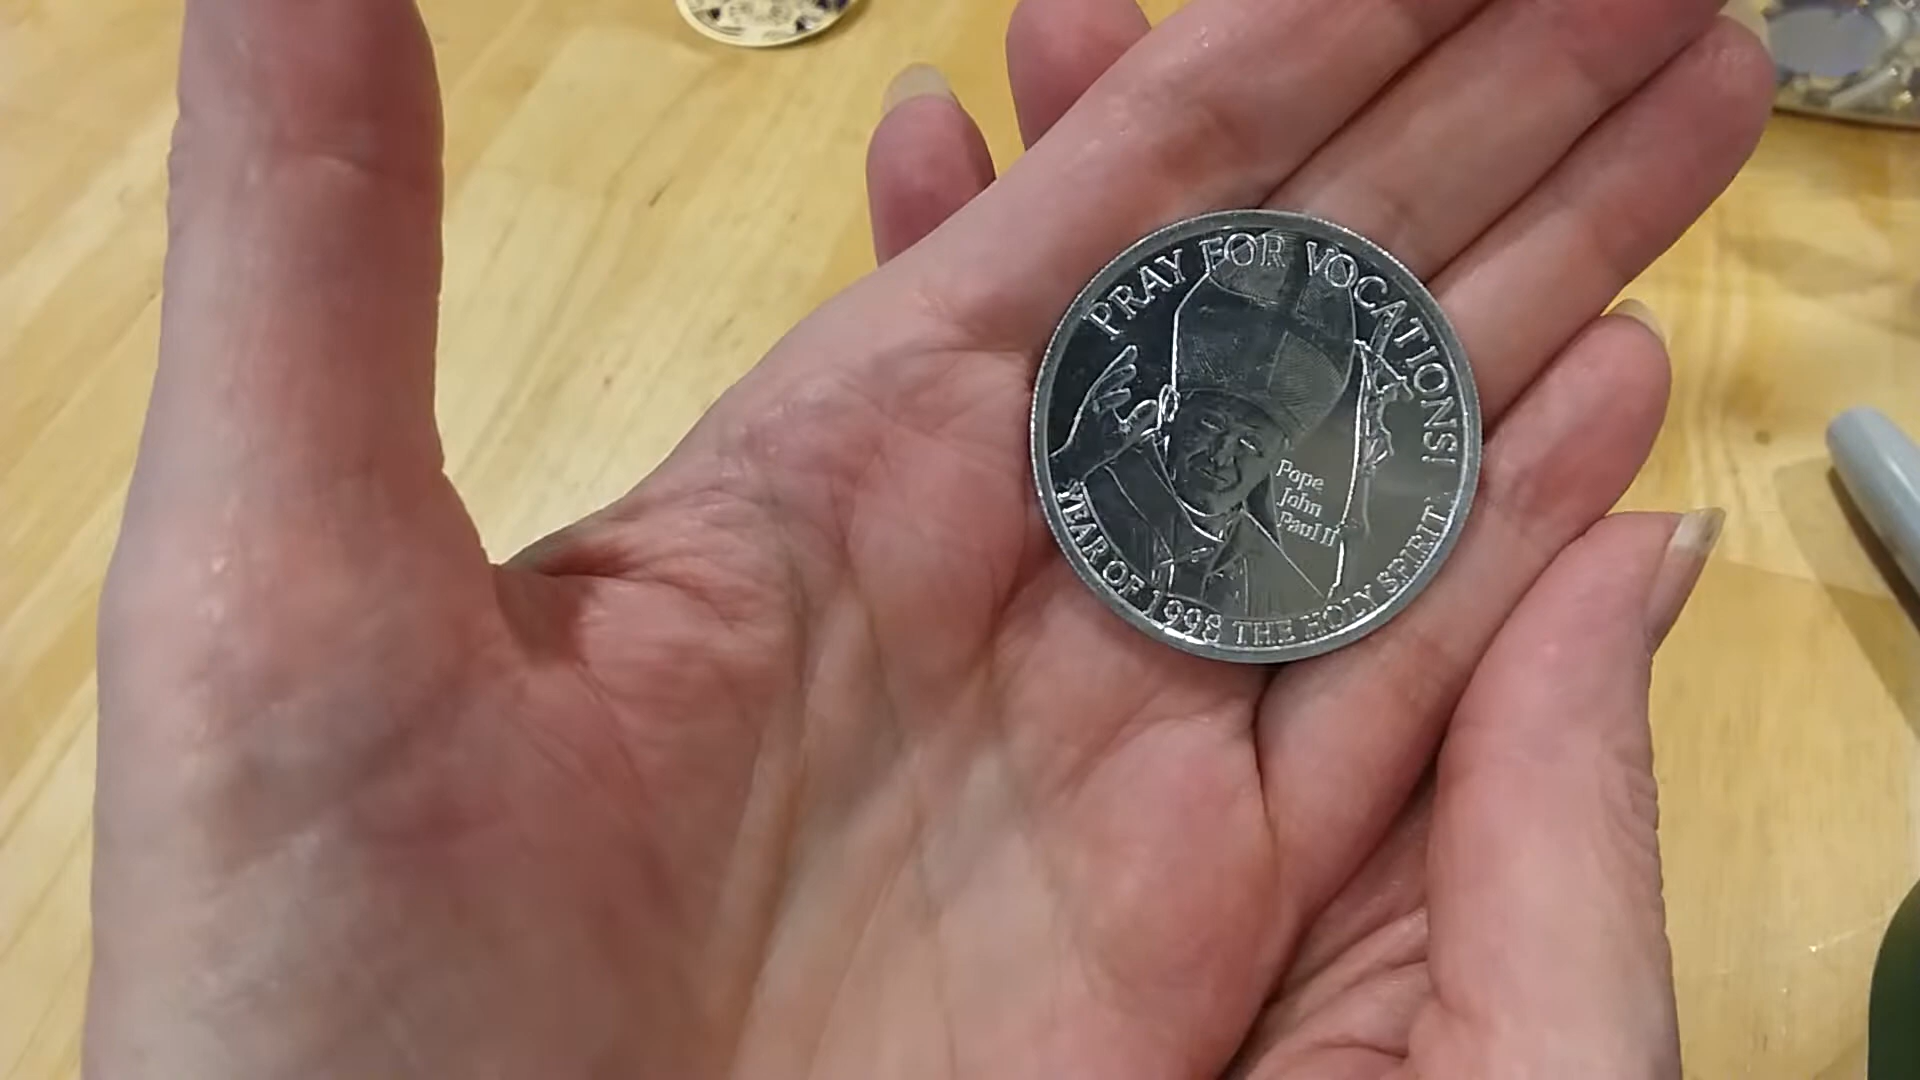 PRAY FOR VOCATIONS!
Pope
John
Paul II
YEAR OF 1998 THE HOLY SPIRIT